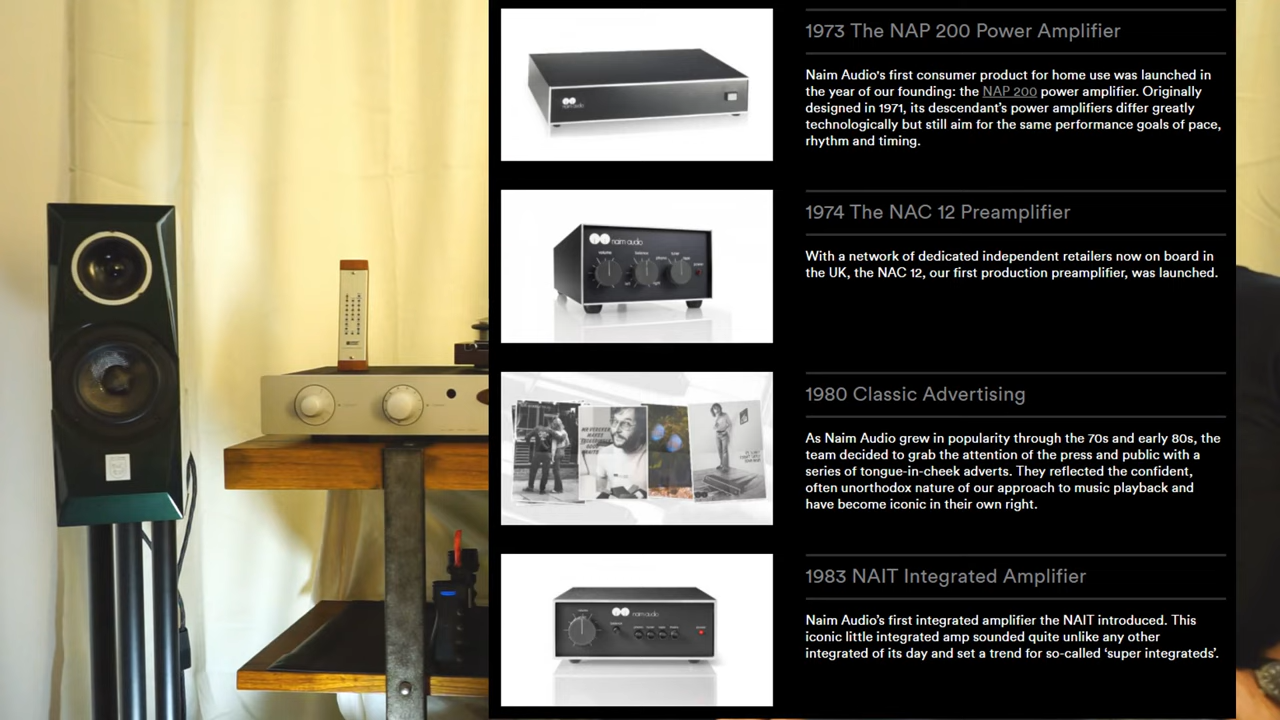 1973 The NAP 200 Power Amplifier
Naim Audio's first consumer product for home use was launched in
the year of our founding: the NAP 200 power amplifier. Originally
designed in 1971, its descendant's power amplifiers differ greatly
technologically but still aim for the same performance goals of pace,
rhythm and timing.
naim audio
1974 The NAC 12 Preamplifier
With a network of dedicated independent retailers now on board in
the UK, the NAC 12, our first production preamplifier, was launched.
1980 Classic Advertising
As Naim Audio grew in popularity through the 70s and early 80s, the
team decided to grab the attention of the press and public with a
series of tongue-in-cheek adverts. They reflected the confident,
often unorthodox nature of our approach to music playback and
have become iconic in their own right.
naim audio
1983 NAIT Integrated Amplifier
Naim Audio's first integrated amplifier the NAIT introduced. This
iconic little integrated amp sounded quite unlike any other
integrated of its day and set a trend for so-called 'super integrateds'.